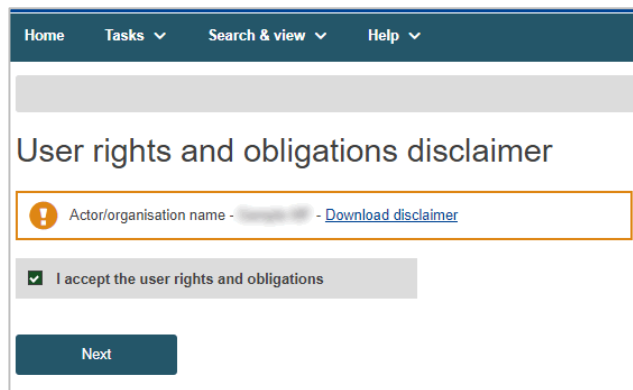 Home Tasks Search & view Help
User rights and obligations disclaimer
Actor/organisation name - - Download disclaimer
I accept the user rights and obligations
Next